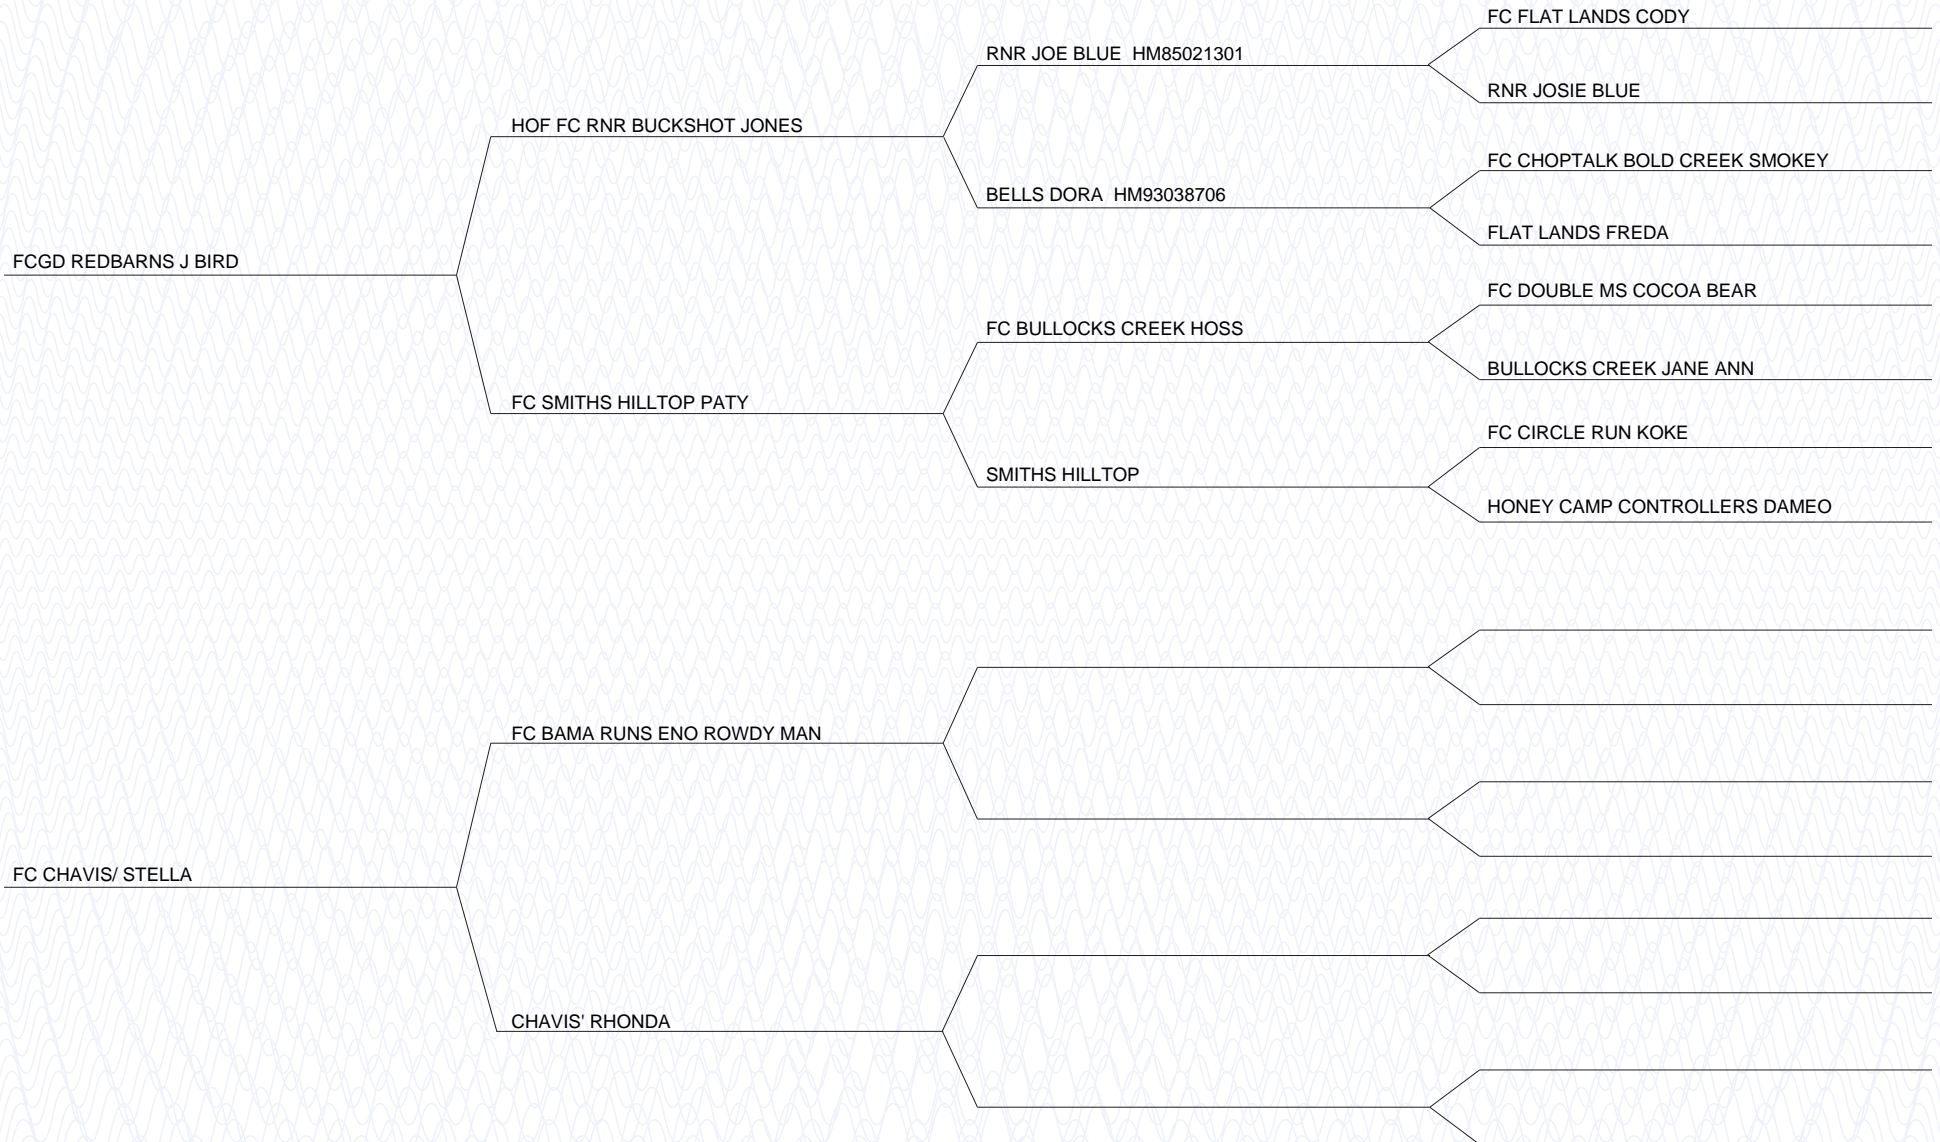 FC FLAT LANDS CODY
RNR JOE BLUE  HM85021301
RNR JOSIE BLUE
HOF FC RNR BUCKSHOT JONES
FC CHOPTALK BOLD CREEK SMOKEY
BELLS DORA  HM93038706
FLAT LANDS FREDA
FCGD REDBARNS J BIRD
FC DOUBLE MS COCOA BEAR
FC BULLOCKS CREEK HOSS
BULLOCKS CREEK JANE ANN
FC SMITHS HILLTOP PATY
FC CIRCLE RUN KOKE
SMITHS HILLTOP
HONEY CAMP CONTROLLERS DAMEO
FC BAMA RUNS ENO ROWDY MAN
FC CHAVIS/ STELLA
CHAVIS' RHONDA